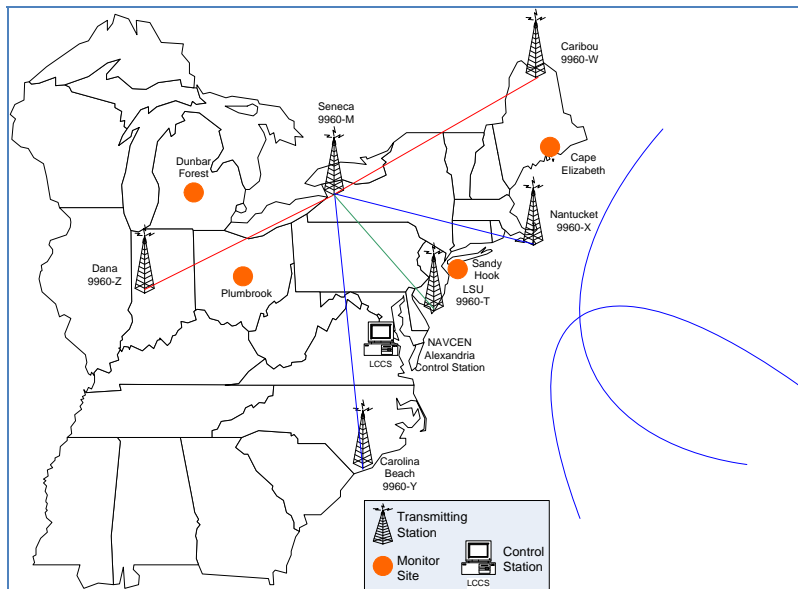 Caribou
9960-W
Seneca
9960-M
Dunbar
Forest
Cape
Elizabeth
Nantucket
9960-X
Dana
9960-Z
Plumbrook
Sandy
Hook
LSU
9960-T
LCCS
NAVCEN
Alexandria
Control Station
Carolina
Beach
9960-Y
Transmitting
Station
Monitor
Site
LCCS
Control
Station